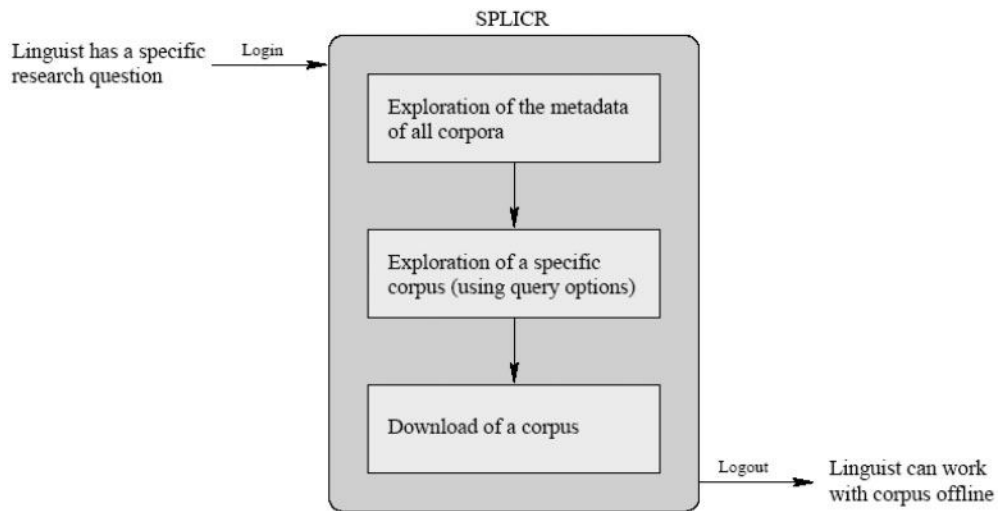 SPLICR
Linguist has a specific
research question
Login
Exploration of the metadata
of all corpora
Exploration of a specific
corpus (using query options)
Download of a corpus
Logout
Linguist can work
with corpus offline